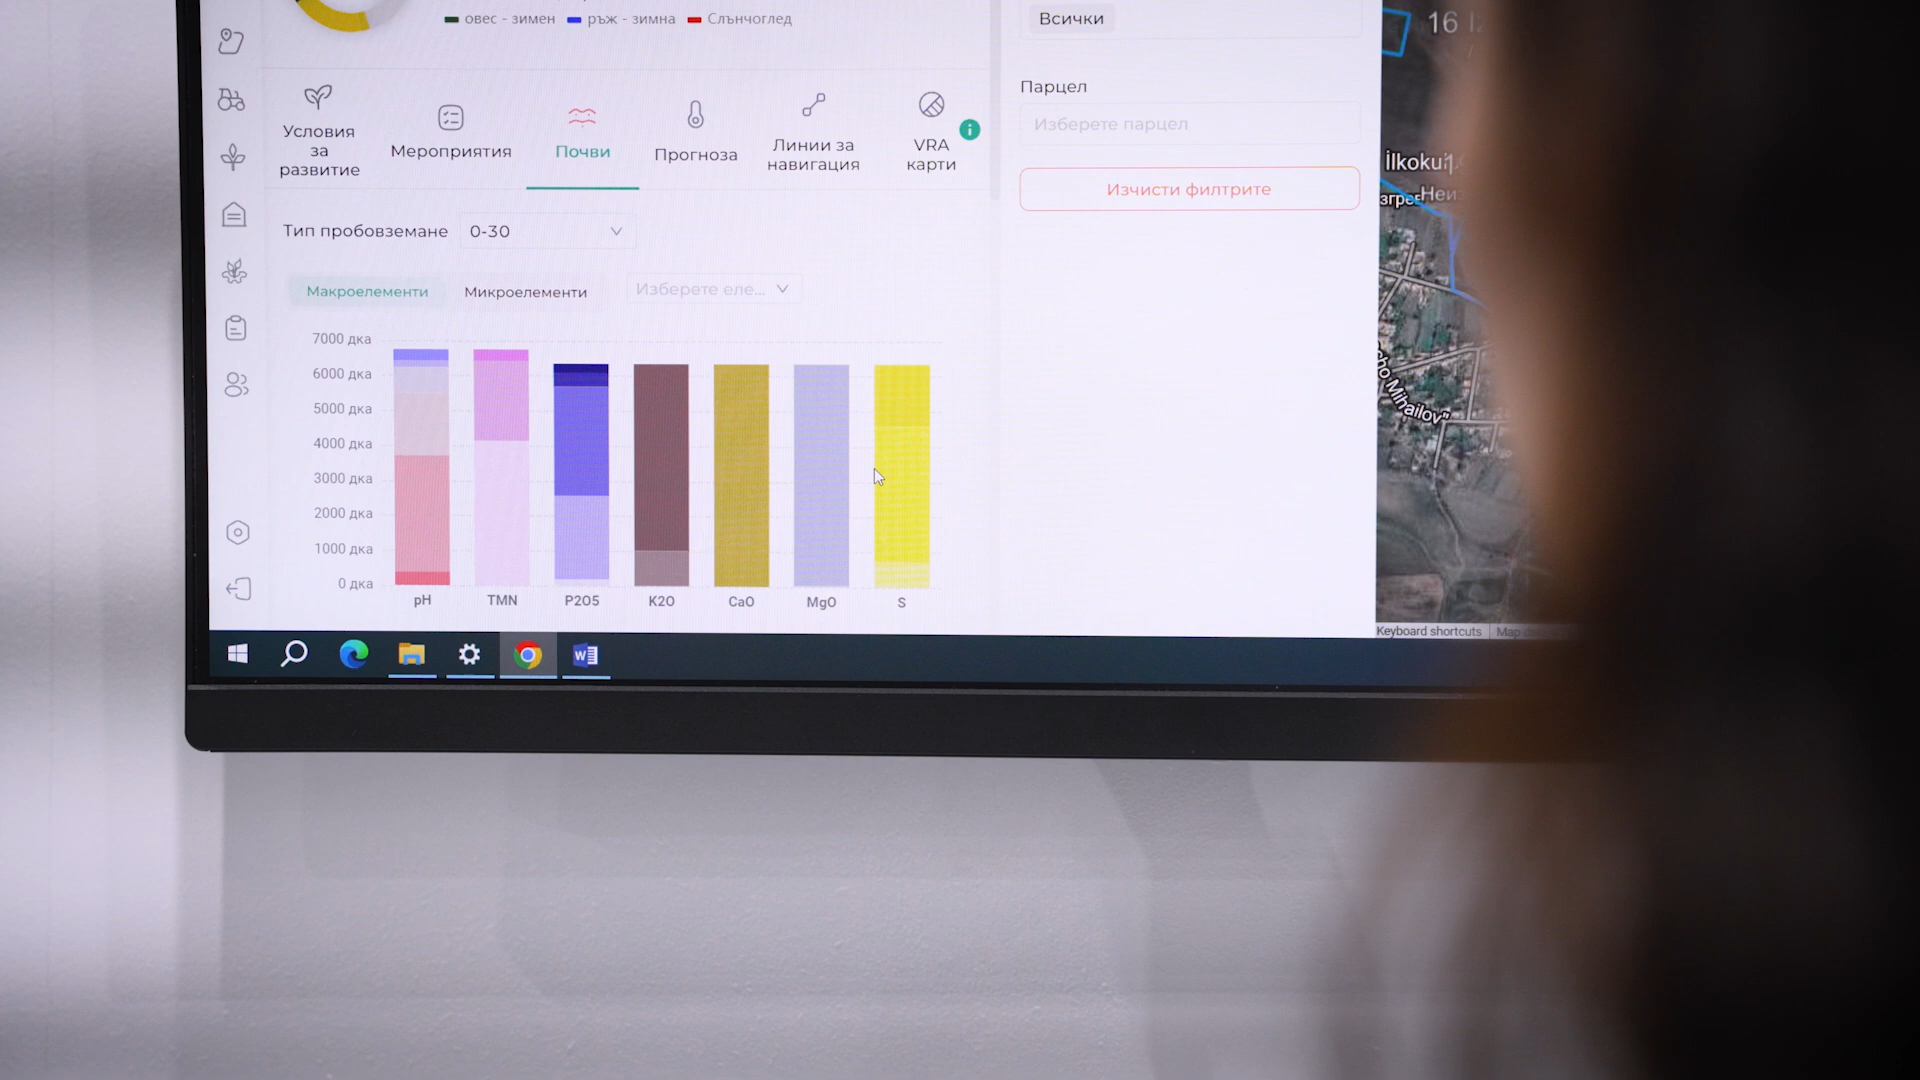 овес - зимен ръж - зимна Слънчоглед
Всички
16
Парцел
Изберете парцел
Условия за развитие
Мероприятия
Почви
Прогноза
Линии за навигация
VRA карти
i
Изчисти филтрите
Тип пробовземане 0-30
Макроелементи Микроелементи Изберете еле...
7000 дка
6000 дка
5000 дка
4000 дка
3000 дка
2000 дка
1000 дка
0 дка
pH TMN P2O5 K2O CaO MgO S
Mihailov"
Keyboard shortcuts Map
W